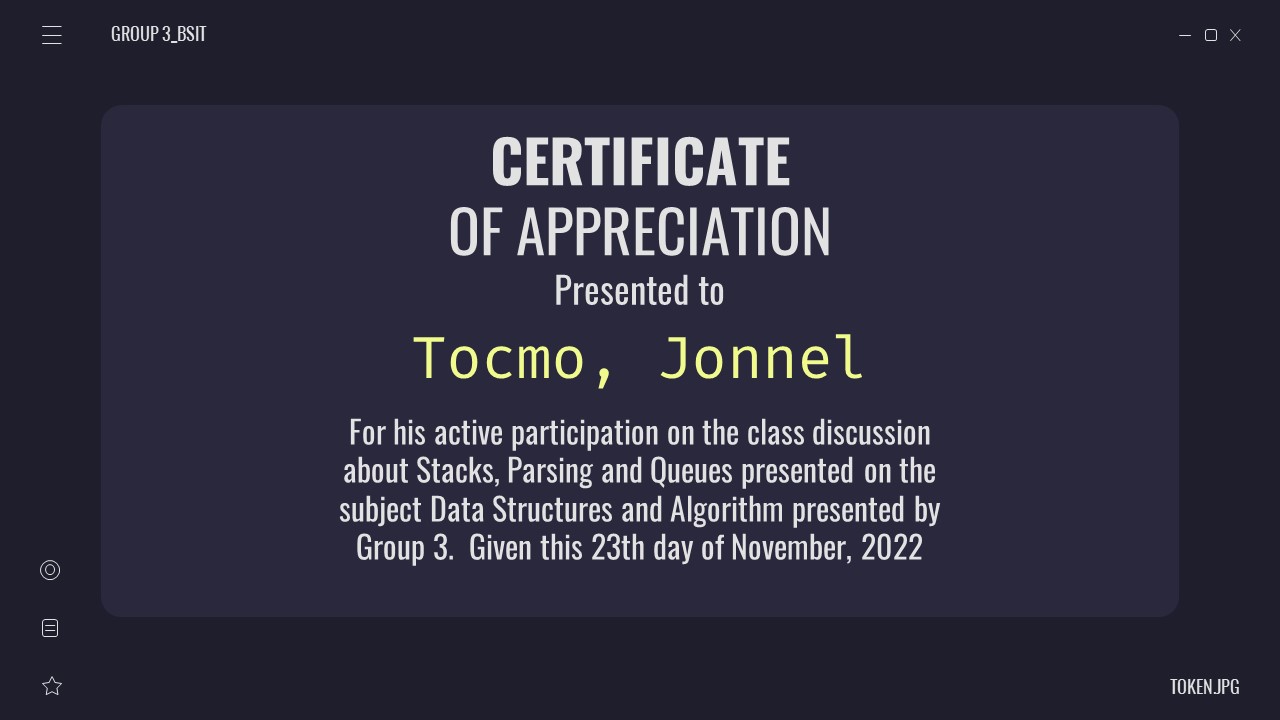 GROUP 3_BSIT
CERTIFICATE
OF APPRECIATION
Presented to
Tocmo, Jonnel
For his active participation on the class discussion
about Stacks, Parsing and Queues presented on the
subject Data Structures and Algorithm presented by
Group 3.  Given this 23th day of November, 2022
TOKEN.JPG